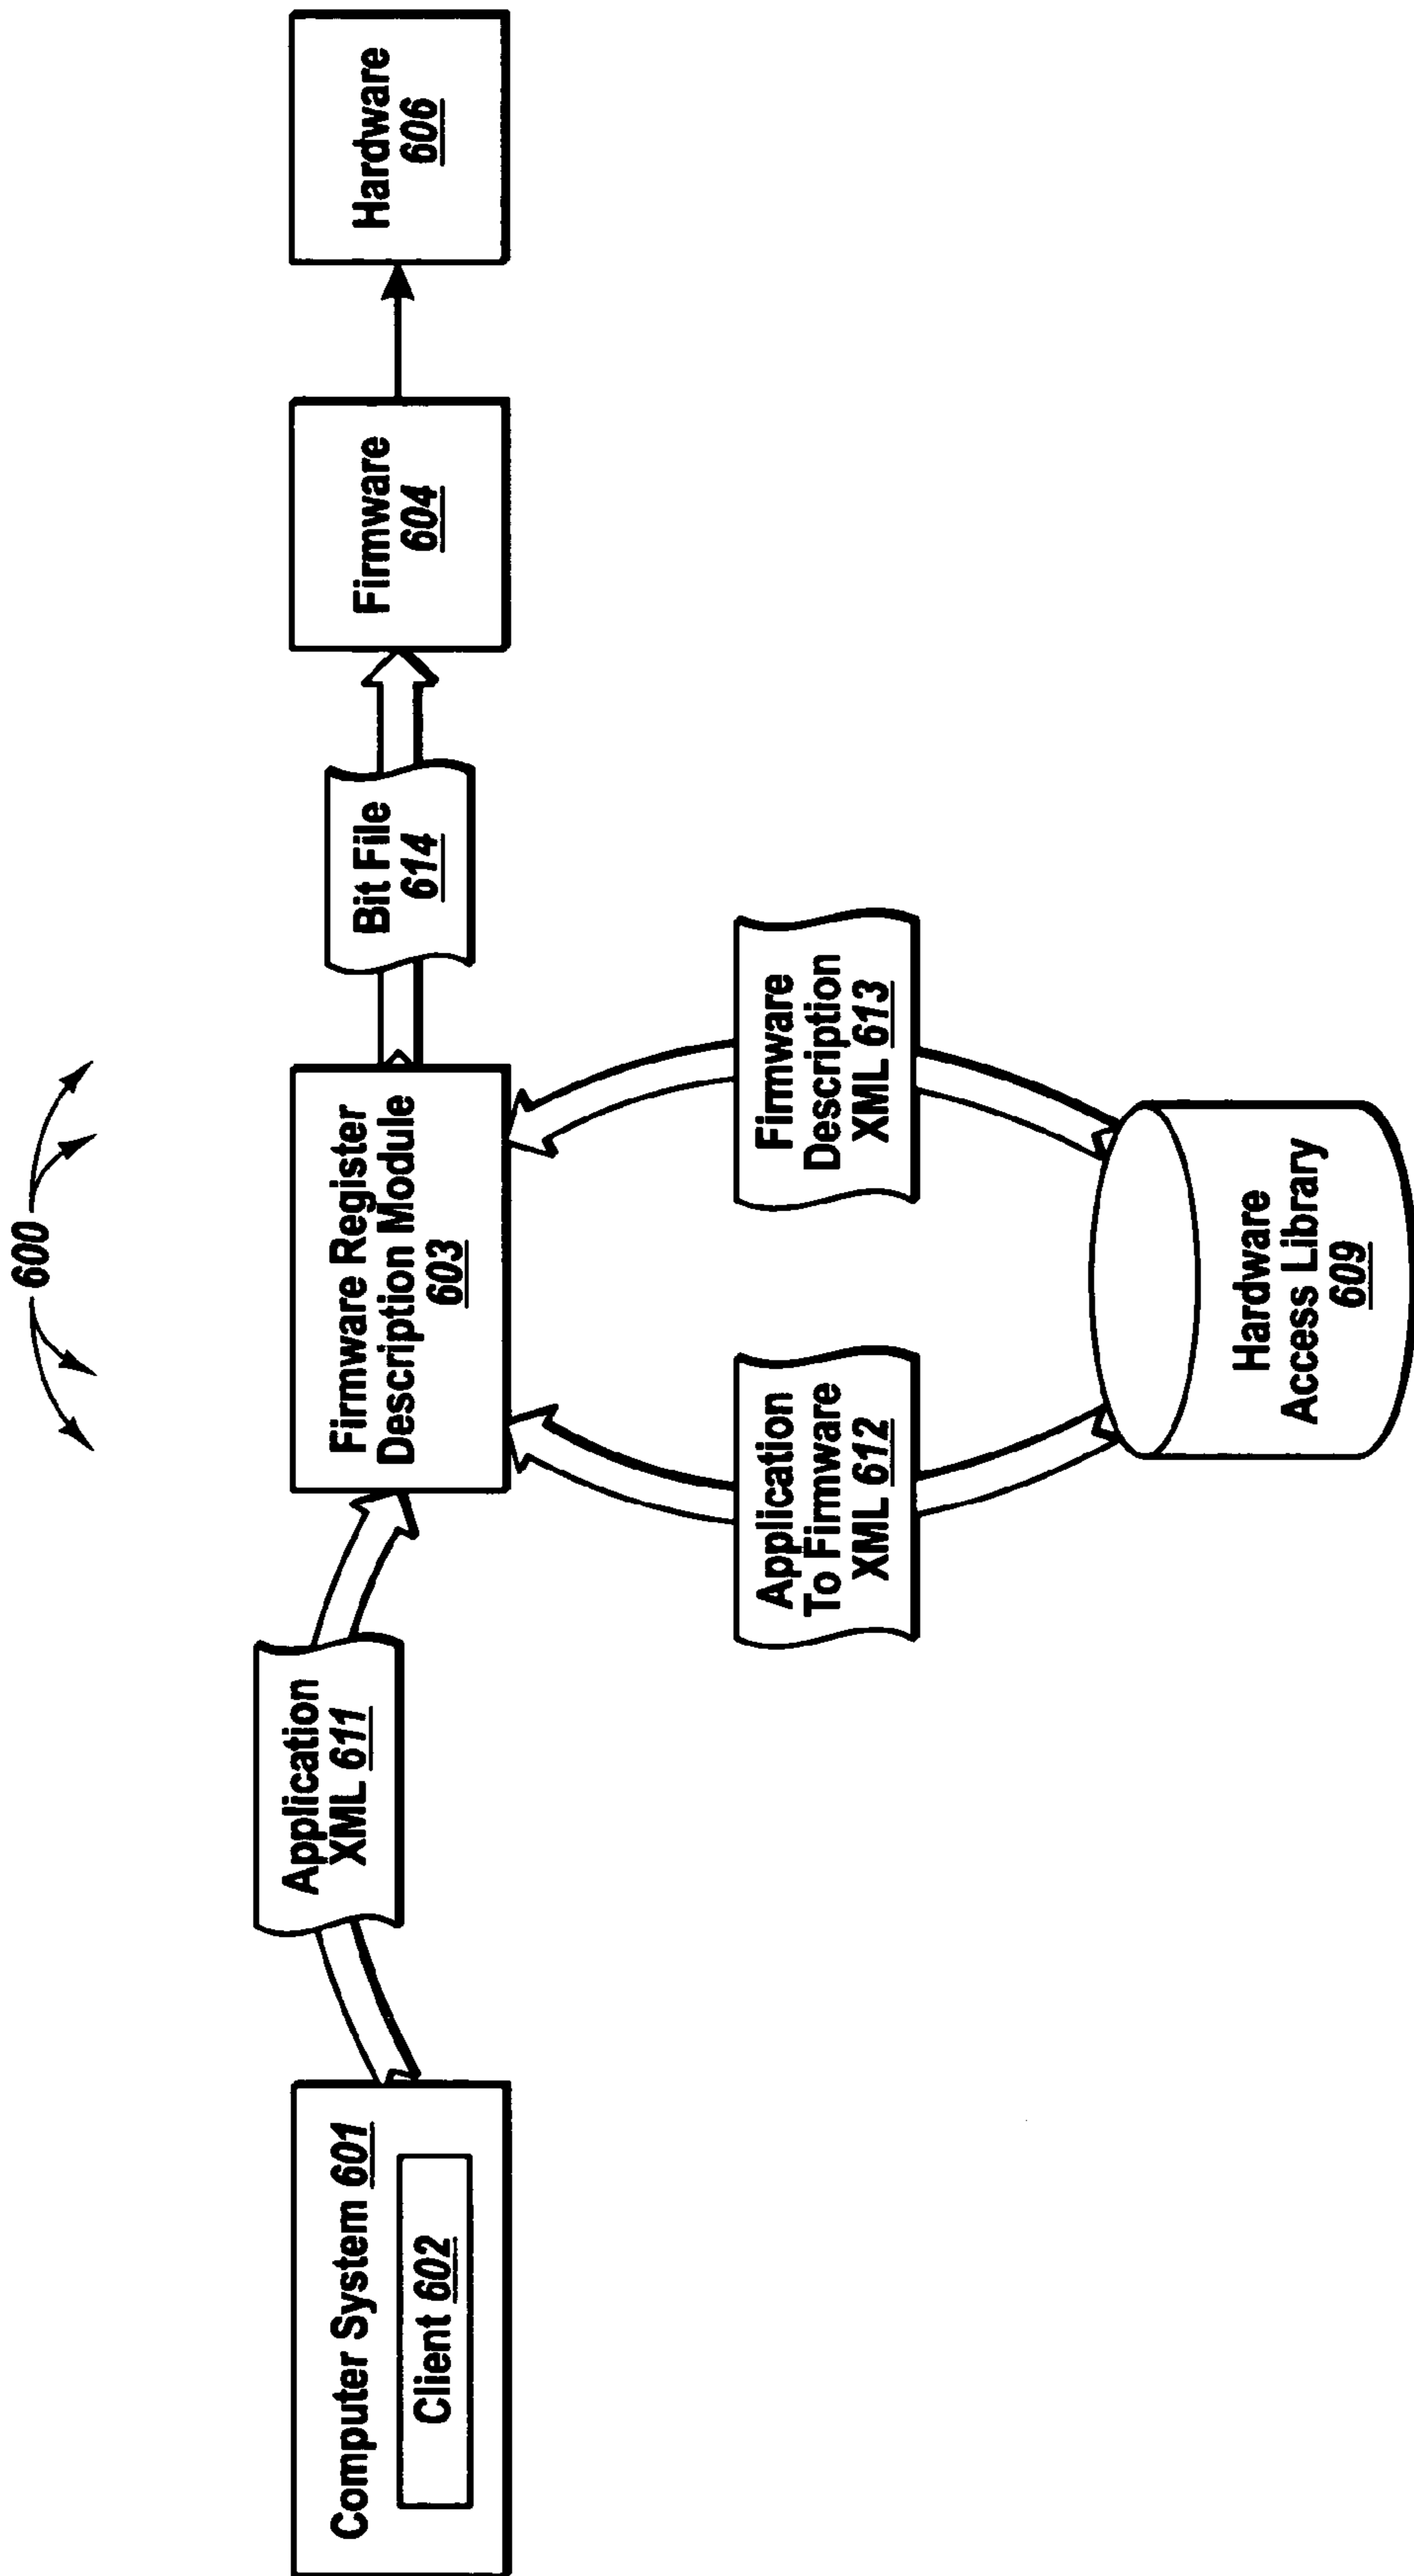 600
Computer System 601
Client 602
Application
XML 611
Firmware Register
Description Module
603
Bit File
614
Firmware
604
Hardware
606
Application
To Firmware
XML 612
Firmware
Description
XML 613
Hardware
Access Library
609